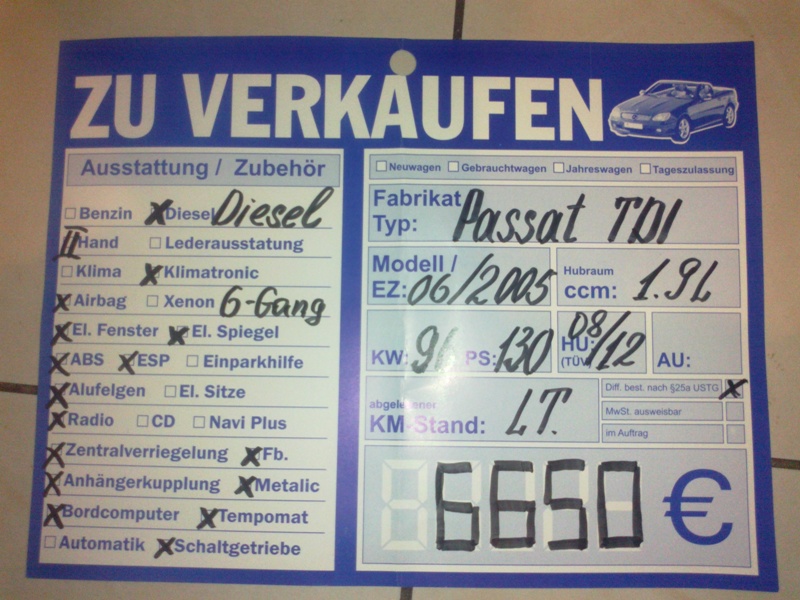 ZU VERKAUFEN
Ausstattung / Zubehör
Benzin Diesel Diesel
II Hand Lederausstattung
Klima X Klimatronic
X Airbag Xenon 6-Gang
X El. Fenster X El. Spiegel
X ABS X ESP Einparkhilfe
X Alufelgen El. Sitze
X Radio CD Navi Plus
X Zentralverriegelung X Fb.
X Anhängerkupplung X Metalic
X Bordcomputer X Tempomat
Automatik X Schaltgetriebe
Neuwagen Gebrauchtwagen Jahreswagen Tageszulassung
Fabrikat
Typ: Passat TDI
Modell /
EZ: 06/2005
Hubraum
ccm: 1.9L
KW: 96 PS: 130
HU: 08/12
(TÜV)
AU:
abgelesener
KM-Stand: LT.
Diff. best. nach §25a USTG X
MwSt. ausweisbar
im Auftrag
6650 €